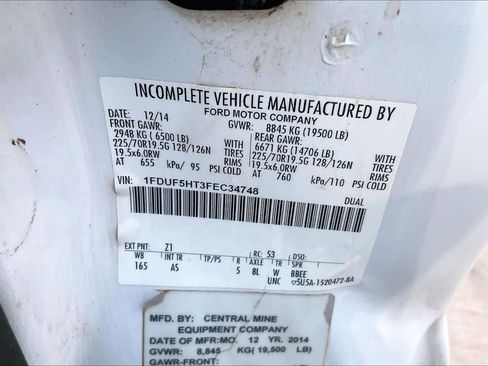 INCOMPLETE VEHICLE MANUFACTURED BY
FORD MOTOR COMPANY
DATE: 12/14 GVWR: 8845 KG (19500 LB)
FRONT GAWR: REAR GAWR:
2948 KG (6500 LB) WITH 6671 KG (14706 LB) WITH
225/70R19.5G 128/126N TIRES 225/70R19.5G 128/126N TIRES
19.5x6.0RW RIMS 19.5x6.0RW RIMS
AT 655 kPa/ 95 PSI COLD AT 760 kPa/110 PSI COLD
VIN: 1FDUF5HT3FEC34748 DUAL
EXT PNT: Z1 RC: 53 DSO:
WB INT TR TP/PS R AXLE TR SPR
165 AS 5 8L W BBEE
UNC 5U5A-1520472-BA
MFD. BY: CENTRAL MINE
EQUIPMENT COMPANY
DATE OF MFR:MO. 12 YR. 2014
GVWR: 8,845 KG(19,500 LB)
GAWR-FRONT: